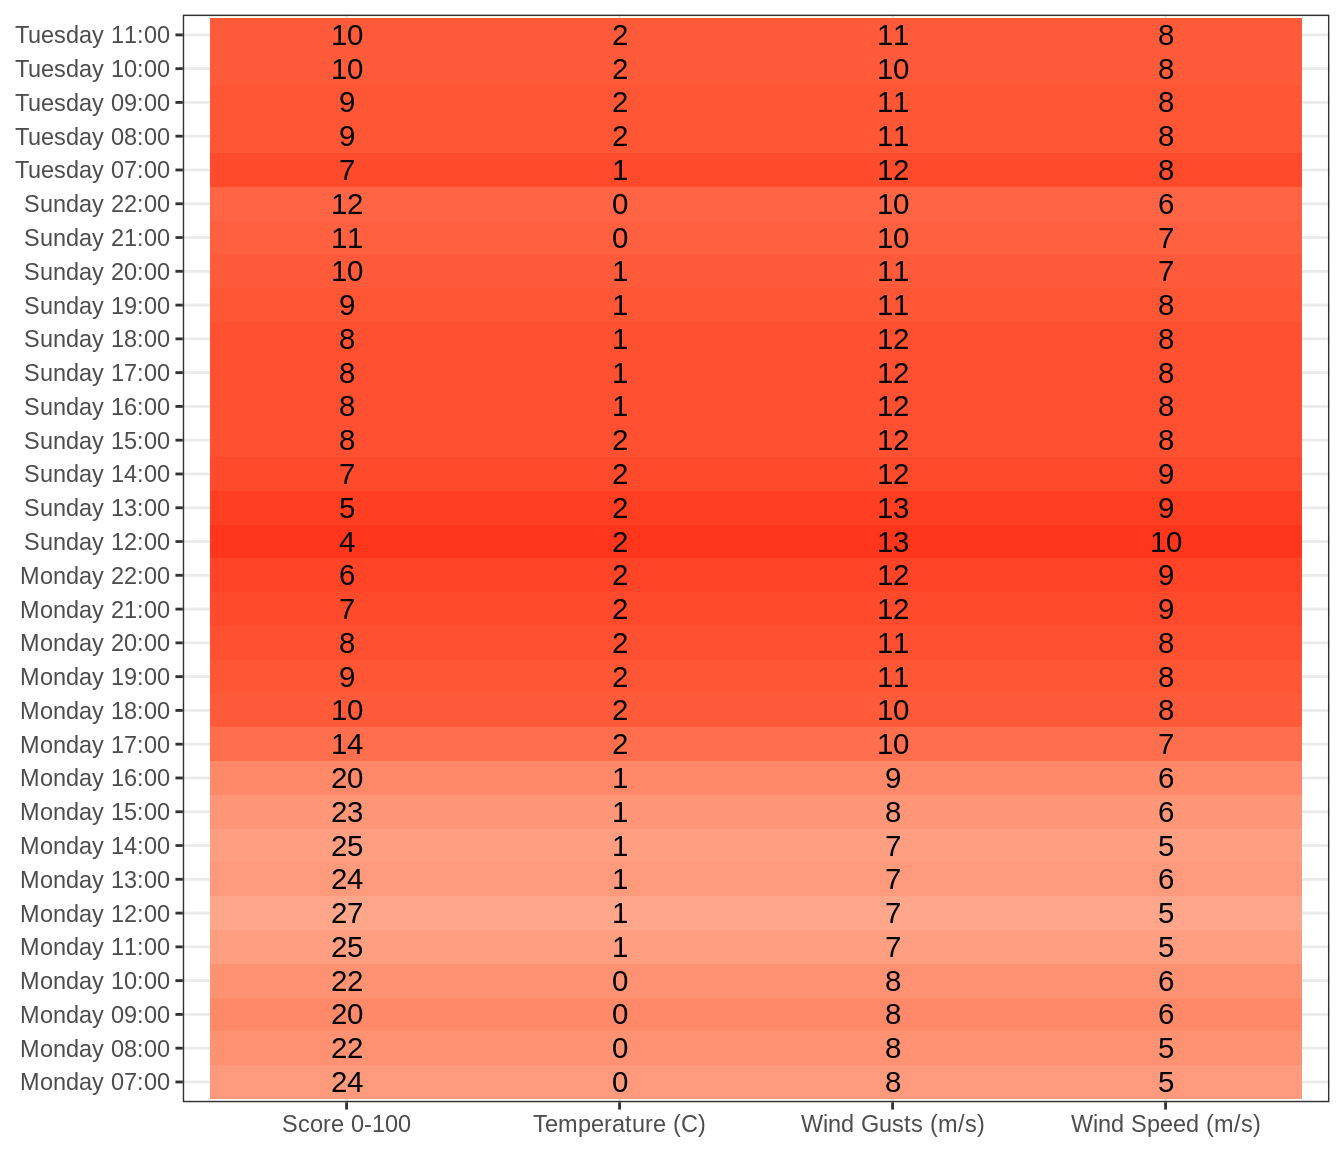 Tuesday 11:00 10 2 11 8
Tuesday 10:00 10 2 10 8
Tuesday 09:00 9 2 11 8
Tuesday 08:00 9 2 11 8
Tuesday 07:00 7 1 12 8
Sunday 22:00 12 0 10 6
Sunday 21:00 11 0 10 7
Sunday 20:00 10 1 11 7
Sunday 19:00 9 1 11 8
Sunday 18:00 8 1 12 8
Sunday 17:00 8 1 12 8
Sunday 16:00 8 1 12 8
Sunday 15:00 8 2 12 8
Sunday 14:00 7 2 12 9
Sunday 13:00 5 2 13 9
Sunday 12:00 4 2 13 10
Monday 22:00 6 2 12 9
Monday 21:00 7 2 12 9
Monday 20:00 8 2 11 8
Monday 19:00 9 2 11 8
Monday 18:00 10 2 10 8
Monday 17:00 14 2 10 7
Monday 16:00 20 1 9 6
Monday 15:00 23 1 8 6
Monday 14:00 25 1 7 5
Monday 13:00 24 1 7 6
Monday 12:00 27 1 7 5
Monday 11:00 25 1 7 5
Monday 10:00 22 0 8 6
Monday 09:00 20 0 8 6
Monday 08:00 22 0 8 5
Monday 07:00 24 0 8 5
Score 0-100 Temperature (C) Wind Gusts (m/s) Wind Speed (m/s)